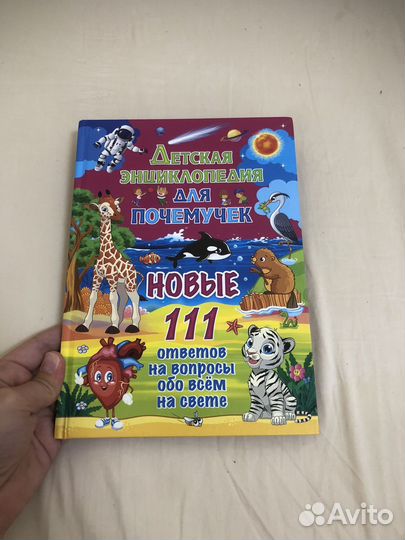 Детская
энциклопедия
для
почемучек
Новые
111
ответов
на вопросы
обо всём
на свете
Avito